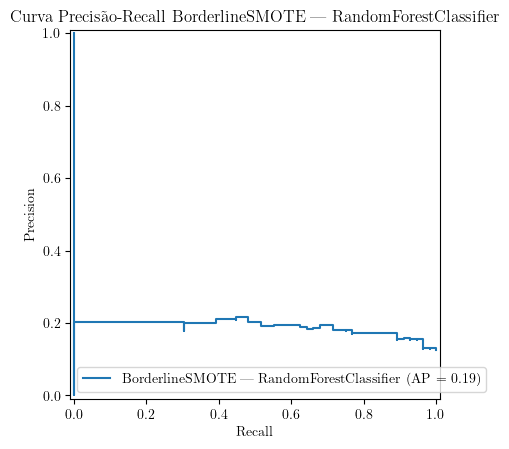 Curva Precisão-Recall BorderlineSMOTE — RandomForestClassifier
1.0
0.8
0.6
0.4
0.2
0.0
Precision
BorderlineSMOTE — RandomForestClassifier (AP = 0.19)
0.0 0.2 0.4 0.6 0.8 1.0
Recall